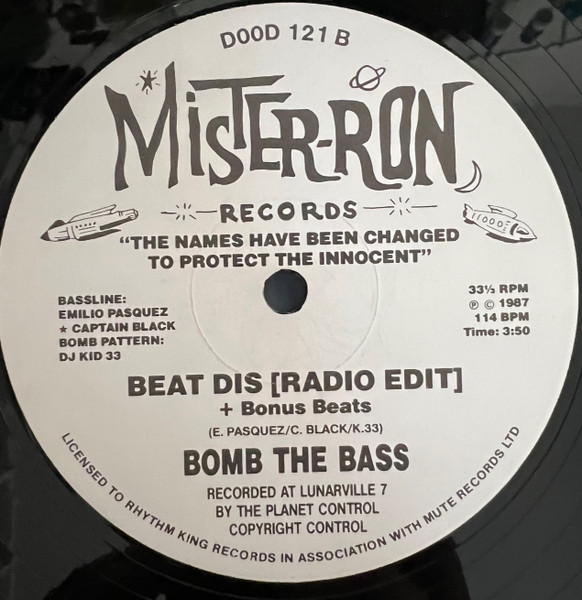 DOOD 121 B
MiSTER-RON
RECORDS
"THE NAMES HAVE BEEN CHANGED
TO PROTECT THE INNOCENT"
BASSLINE:
EMILIO PASQUEZ
★ CAPTAIN BLACK
BOMB PATTERN:
DJ KID 33
33⅓ RPM
℗ © 1987
114 BPM
Time: 3:50
BEAT DIS [RADIO EDIT]
+ Bonus Beats
(E. PASQUEZ/C. BLACK/K.33)
BOMB THE BASS
RECORDED AT LUNARVILLE 7
BY THE PLANET CONTROL
COPYRIGHT CONTROL
LICENSED TO RHYTHM KING RECORDS IN ASSOCIATION WITH MUTE RECORDS LTD